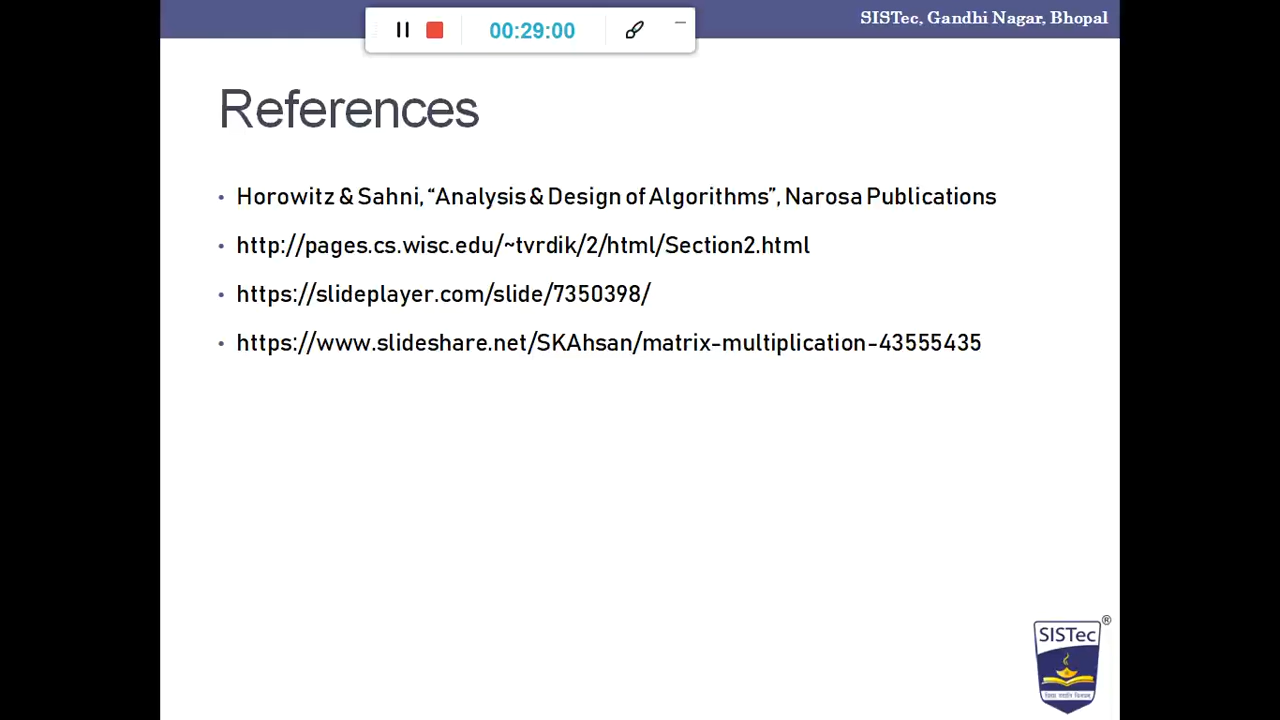 SISTec, Gandhi Nagar, Bhopal
00:29:00
References
• Horowitz & Sahni, “Analysis & Design of Algorithms”, Narosa Publications
• http://pages.cs.wisc.edu/~tvrdik/2/html/Section2.html
• https://slideplayer.com/slide/7350398/
• https://www.slideshare.net/SKAhsan/matrix-multiplication-43555435
SISTec ®